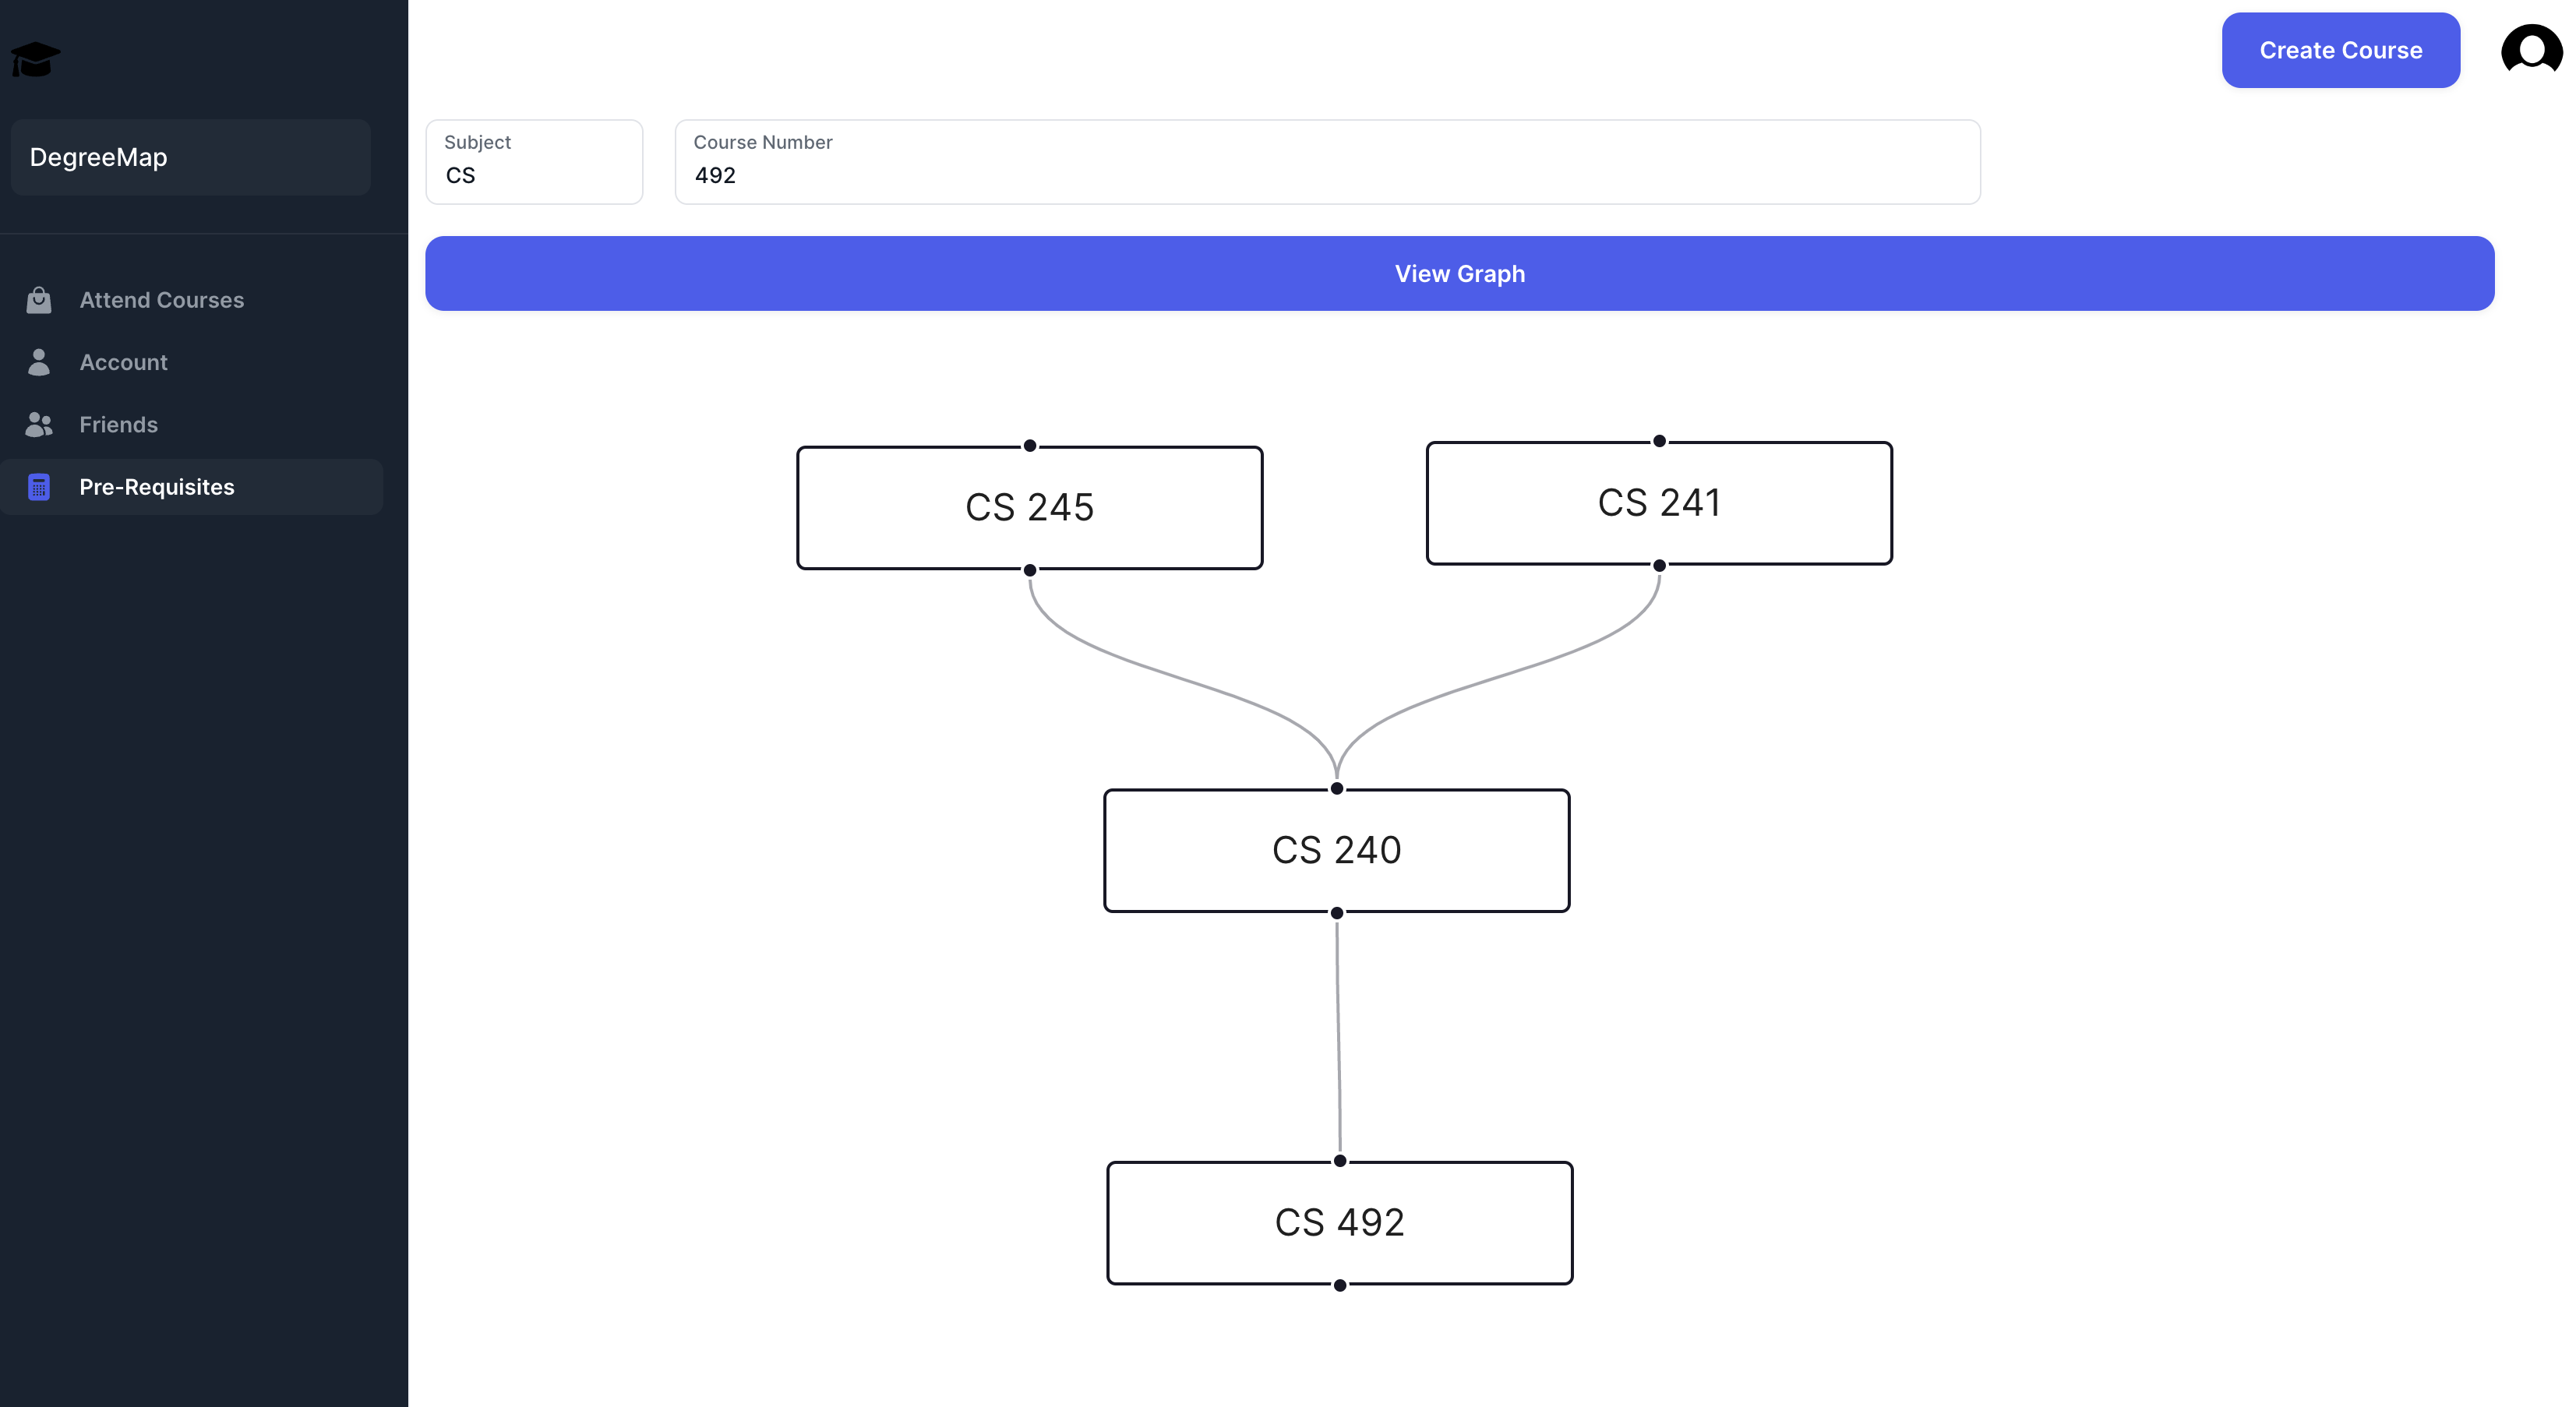 DegreeMap
Attend Courses
Account
Friends
Pre-Requisites
Create Course
Subject
CS
Course Number
492
View Graph
CS 245
CS 241
CS 240
CS 492